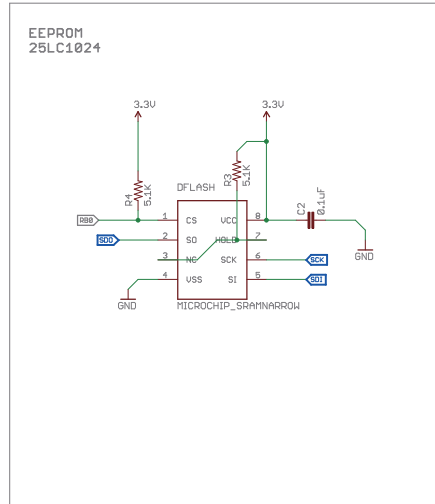 EEPROM
25LC1024
3.3V
3.3V
R4
5.1K
R3
5.1K
DFLASH
C2
0.1uF
RB0
1
CS
VCC
8
SDO
2
SO
HOLD
7
3
NC
SCK
6
SCK
4
VSS
SI
5
SDI
GND
GND
MICROCHIP_SRAMNARROW